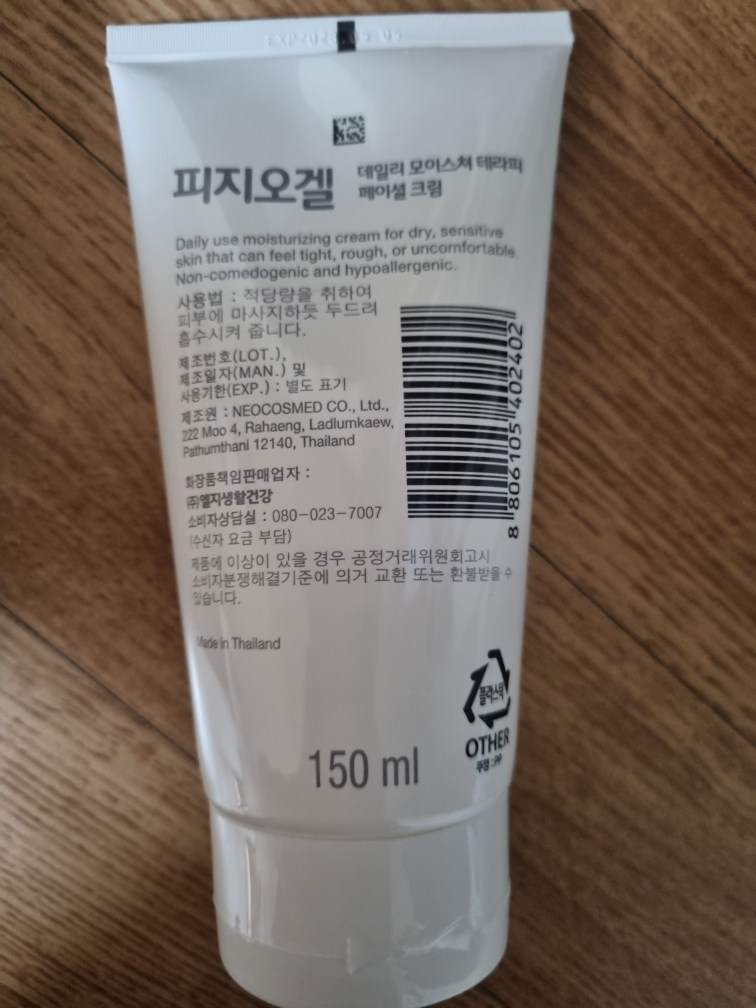 피지오겔
데일리 모이스쳐 테라피
페이셜 크림
Daily use moisturizing cream for dry, sensitive
skin that can feel tight, rough, or uncomfortable.
Non-comedogenic and hypoallergenic.
사용법 : 적당량을 취하여
피부에 마사지하듯 두드려
흡수시켜 줍니다.
제조번호(LOT.),
제조일자(MAN.) 및
사용기한(EXP.) : 별도 표기
제조원 : NEOCOSMED CO., Ltd.,
222 Moo 4, Rahaeng, Ladlumkaew,
Pathumthani 12140, Thailand
화장품책임판매업자 :
㈜엘지생활건강
소비자상담실 : 080-023-7007
(수신자 요금 부담)
제품에 이상이 있을 경우 공정거래위원회고시
소비자분쟁해결기준에 의거 교환 또는 환불받을 수
있습니다.
Made in Thailand
8 806105 402402
플라스틱
OTHER
뚜껑 : PP
150 ml